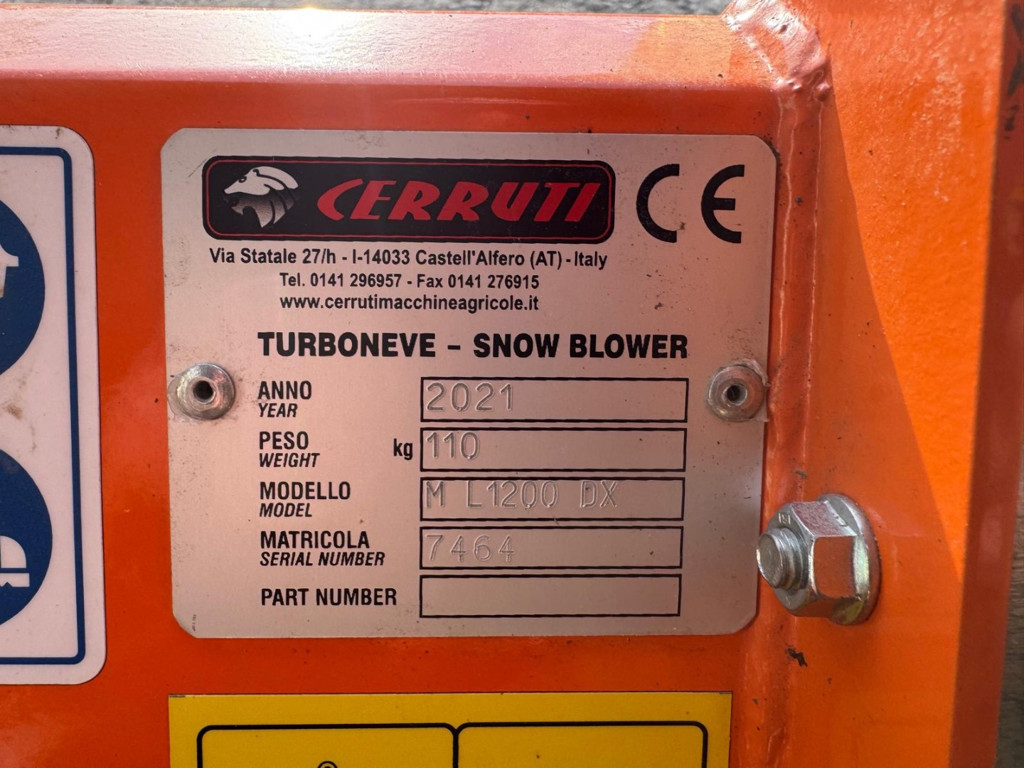 CERRUTI CE
Via Statale 27/h - I-14033 Castell'Alfero (AT) - Italy
Tel. 0141 296957 - Fax 0141 276915
www.cerrutimacchineagricole.it
TURBONEVE - SNOW BLOWER
ANNO 2021
YEAR
PESO kg 110
WEIGHT
MODELLO M L1200 DX
MODEL
MATRICOLA 7464
SERIAL NUMBER
PART NUMBER